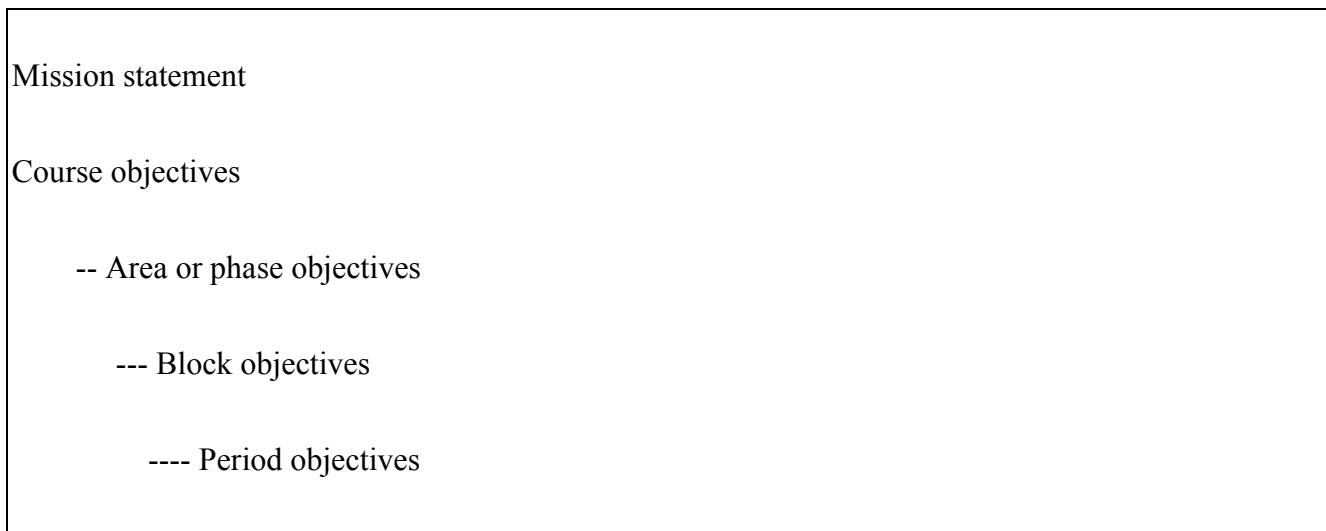 Mission statement
Course objectives
-- Area or phase objectives
--- Block objectives
---- Period objectives